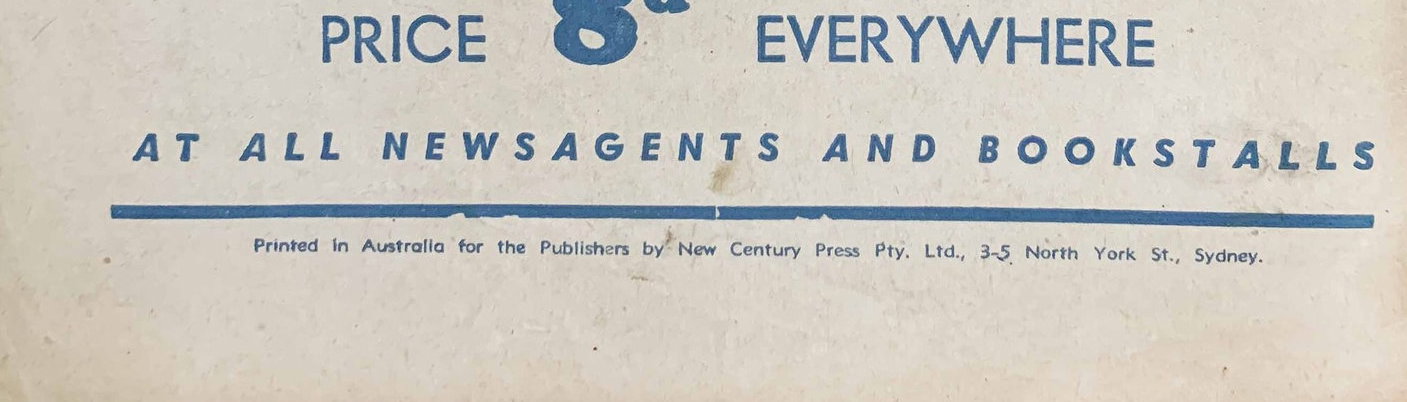 PRICE 8d EVERYWHERE
AT ALL NEWSAGENTS AND BOOKSTALLS
Printed in Australia for the Publishers by New Century Press Pty. Ltd., 3-5 North York St., Sydney.